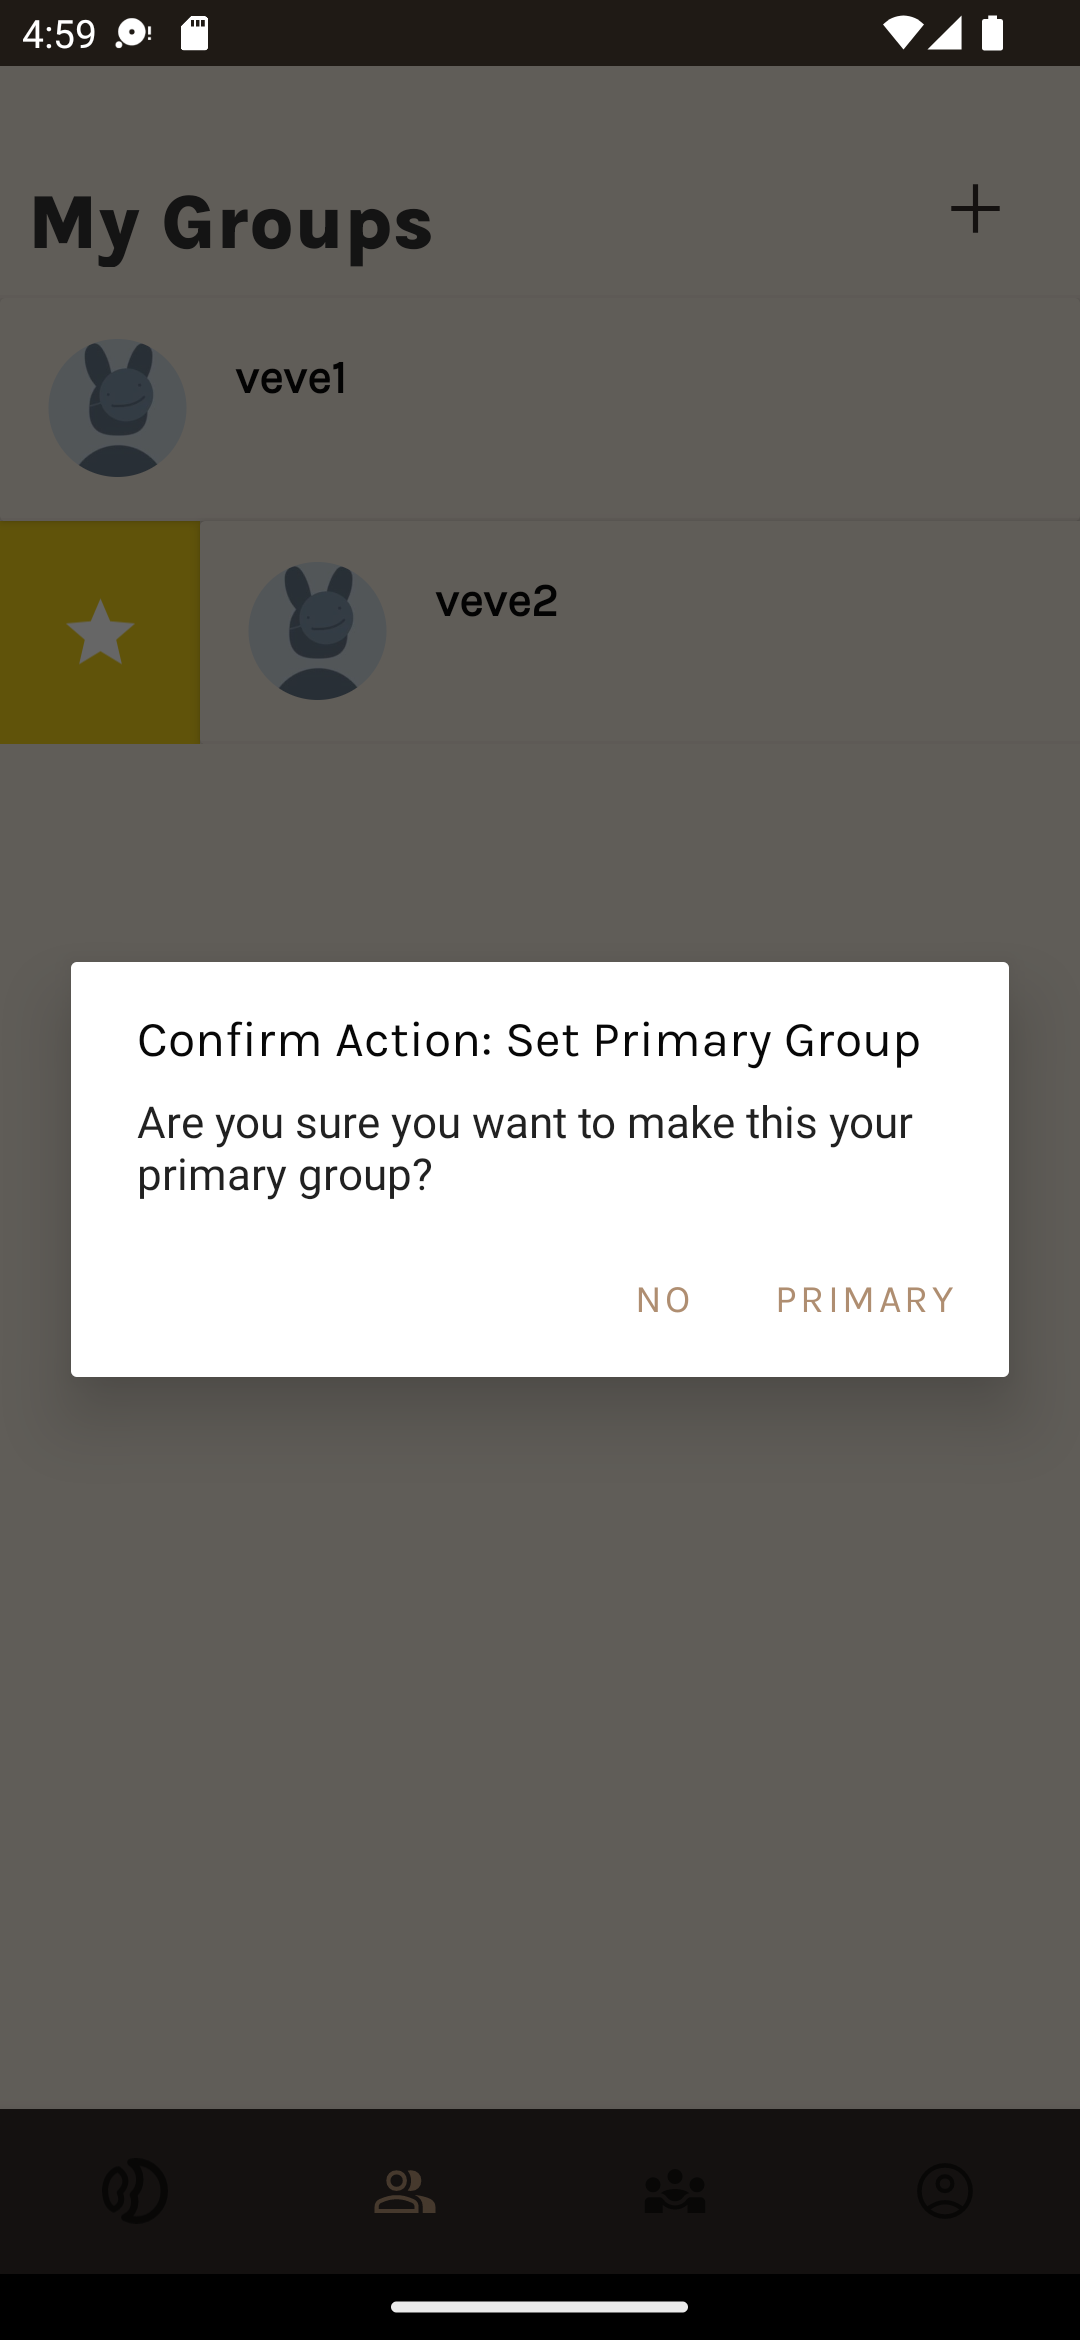 4:59
My Groups
veve1
veve2
Confirm Action: Set Primary Group
Are you sure you want to make this your
primary group?
NO PRIMARY